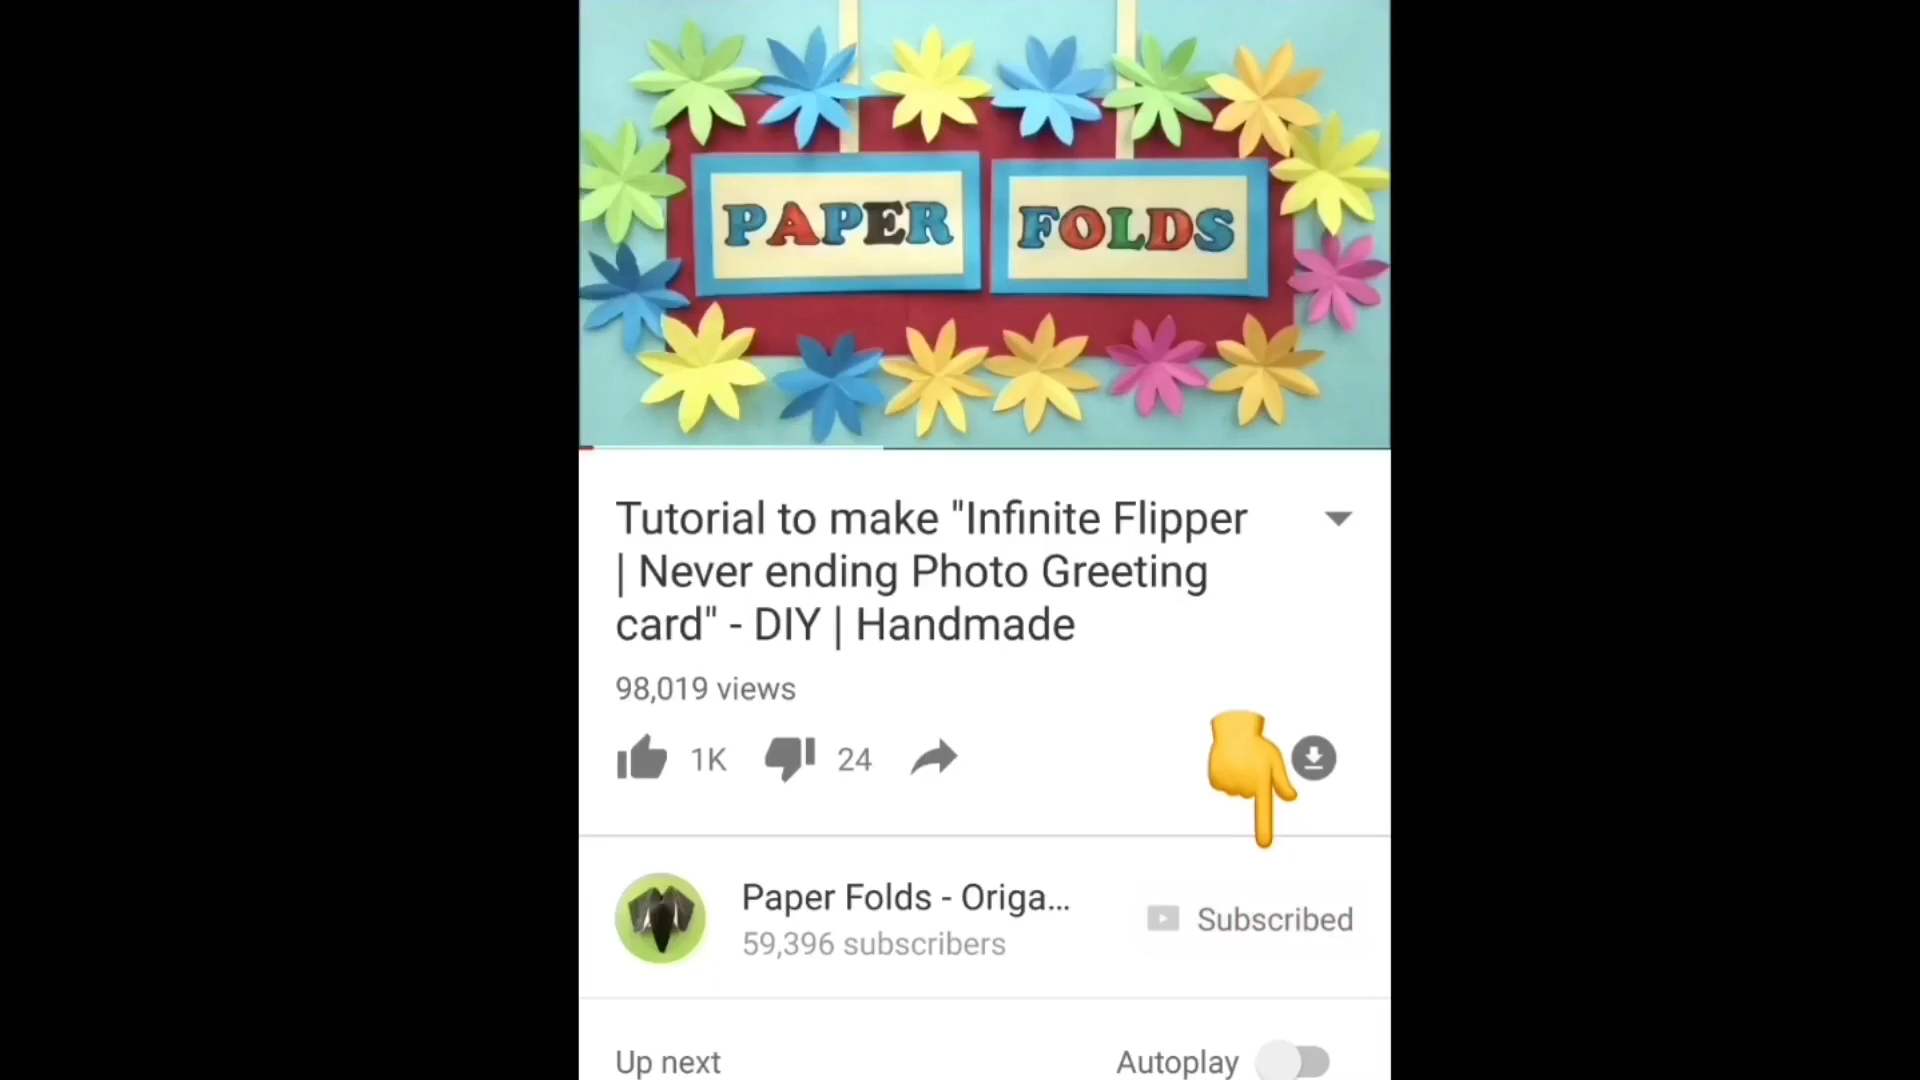 PAPER FOLDS
Tutorial to make "Infinite Flipper
| Never ending Photo Greeting
card" - DIY | Handmade
98,019 views
1K 24
Paper Folds - Origa...
59,396 subscribers
Subscribed
Up next
Autoplay